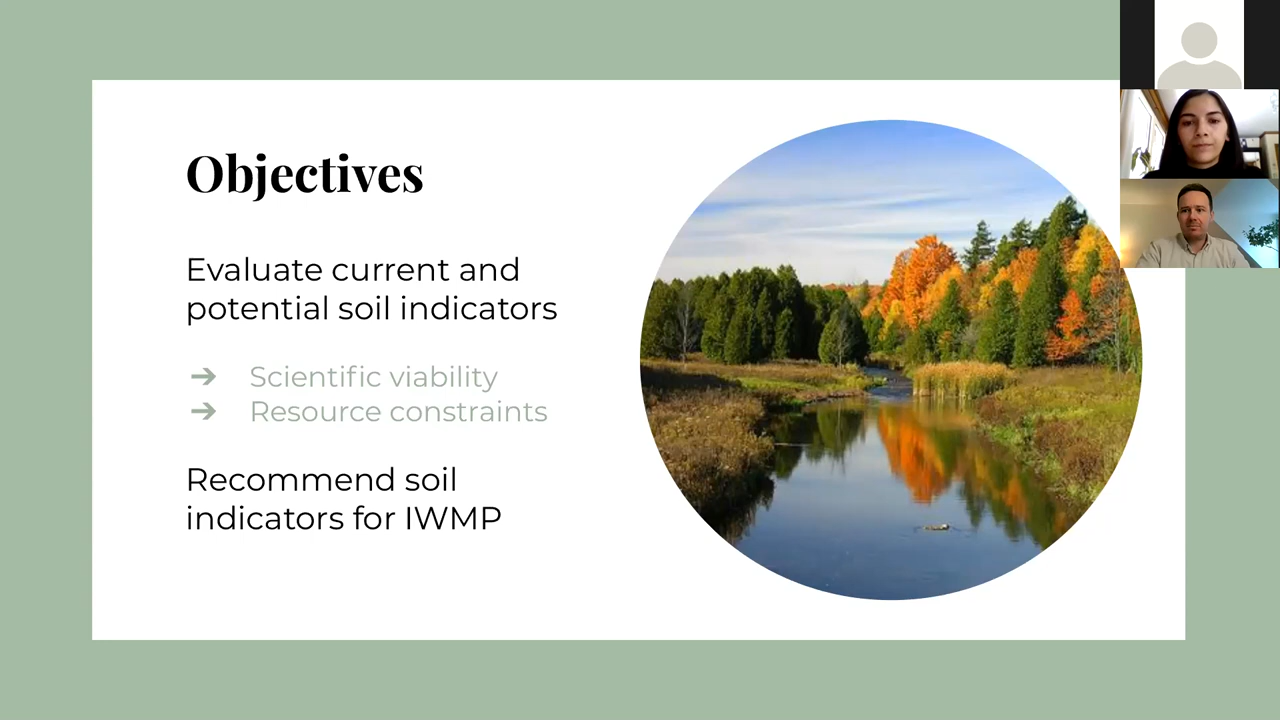 Objectives
Evaluate current and
potential soil indicators
➔ Scientific viability
➔ Resource constraints
Recommend soil
indicators for IWMP